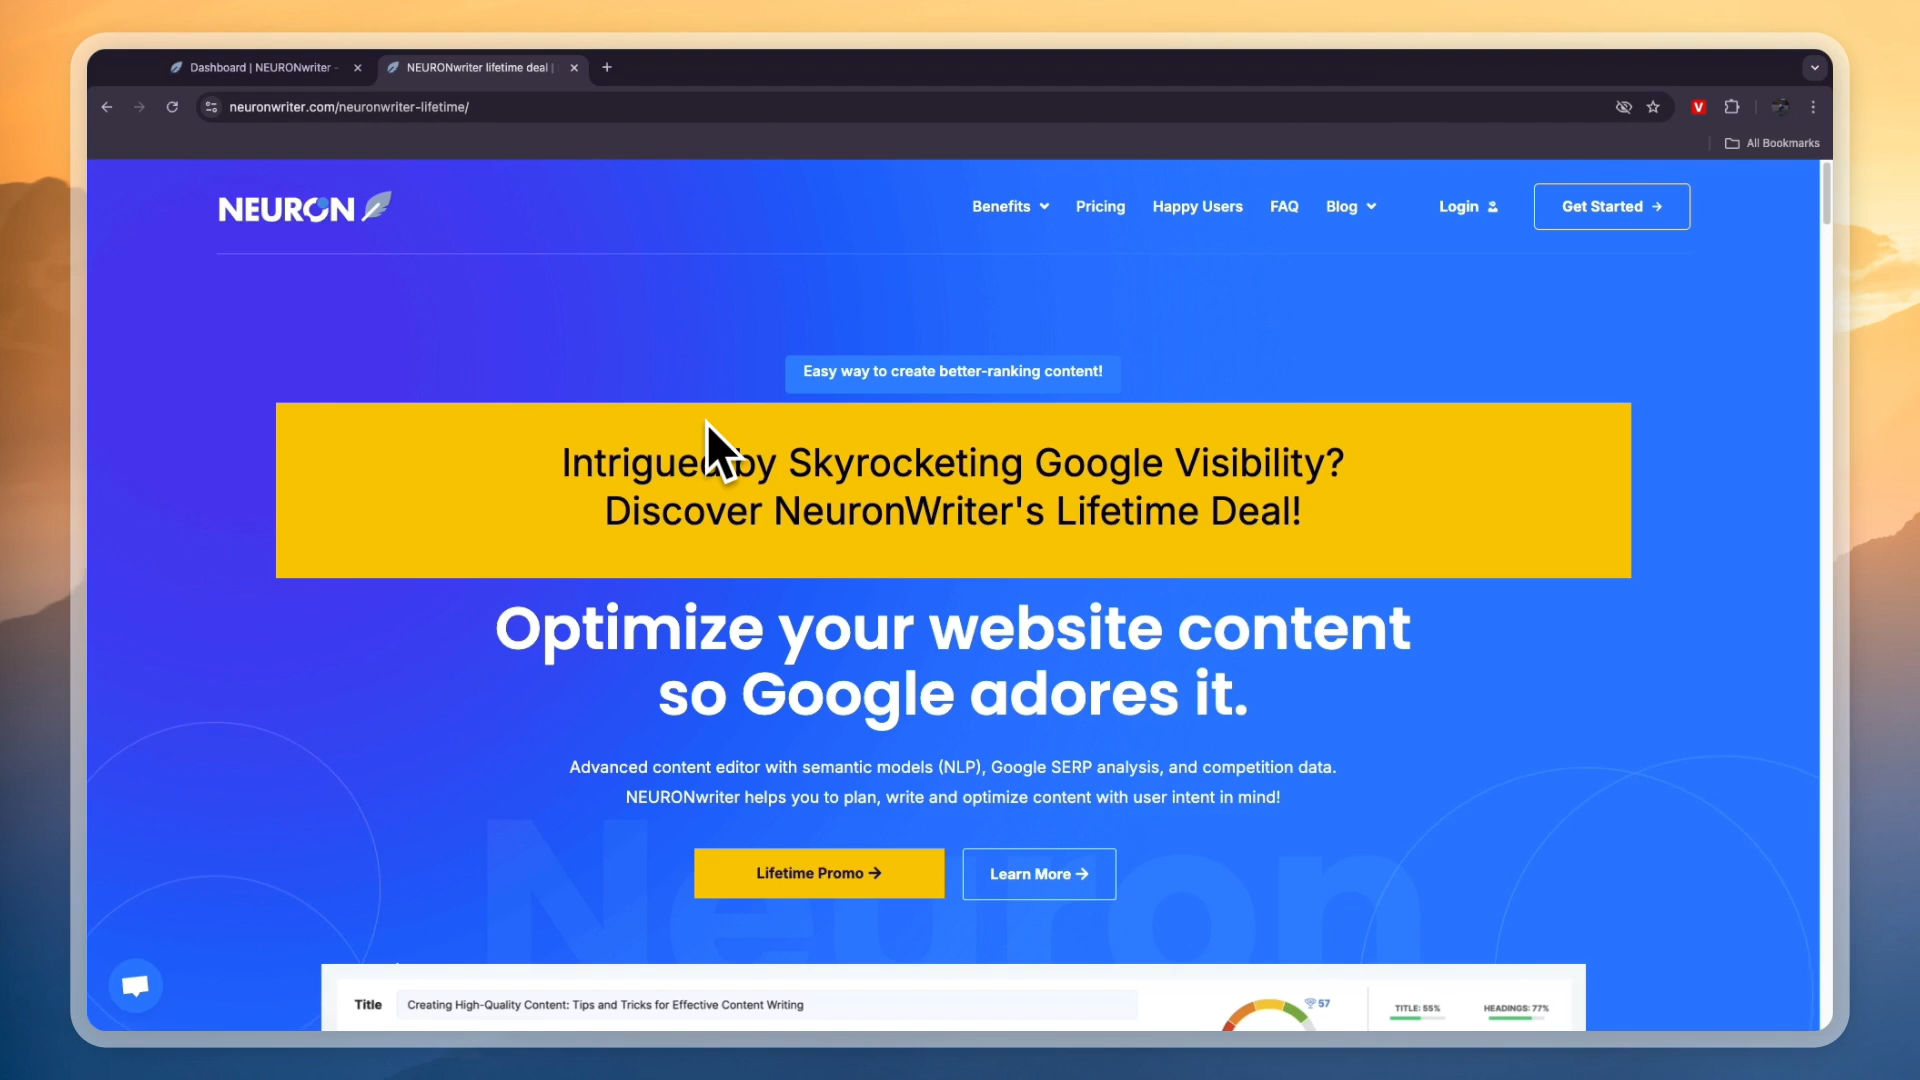 Dashboard | NEURONwriter -
NEURONwriter lifetime deal |
neuronwriter.com/neuronwriter-lifetime/
V
All Bookmarks
NEURON
Benefits
Pricing
Happy Users
FAQ
Blog
Login
Get Started →
Easy way to create better-ranking content!
Intrigued by Skyrocketing Google Visibility?
Discover NeuronWriter's Lifetime Deal!
Optimize your website content
so Google adores it.
Advanced content editor with semantic models (NLP), Google SERP analysis, and competition data.
NEURONwriter helps you to plan, write and optimize content with user intent in mind!
Neuron
Lifetime Promo →
Learn More →
Title
Creating High-Quality Content: Tips and Tricks for Effective Content Writing
57
TITLE: 55%
HEADINGS: 77%